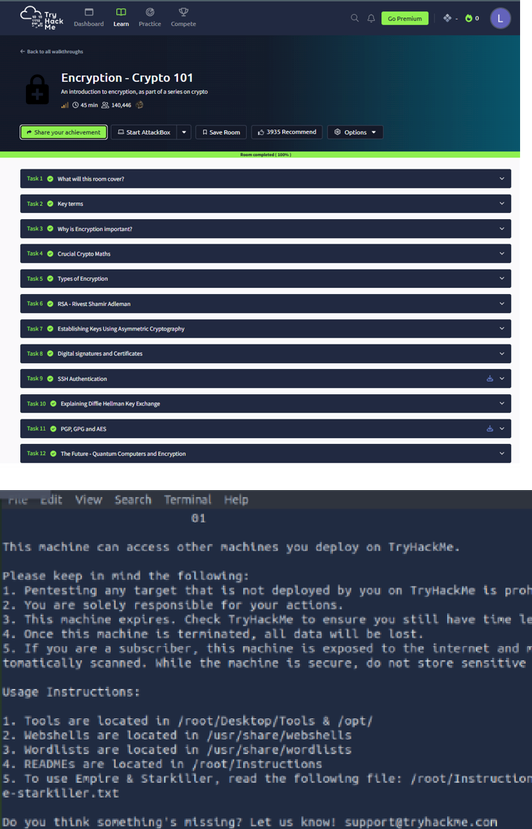 Try
Hack
Me
Dashboard
Learn
Practice
Compete
Go Premium
0
L
Back to all walkthroughs
Encryption - Crypto 101
An introduction to encryption, as part of a series on crypto
45 min
140,446
Share your achievement
Start AttackBox
Save Room
3935 Recommend
Options
Room completed ( 100% )
Task 1 What will this room cover?
Task 2 Key terms
Task 3 Why is Encryption important?
Task 4 Crucial Crypto Maths
Task 5 Types of Encryption
Task 6 RSA - Rivest Shamir Adleman
Task 7 Establishing Keys Using Asymmetric Cryptography
Task 8 Digital signatures and Certificates
Task 9 SSH Authentication
Task 10 Explaining Diffie Hellman Key Exchange
Task 11 PGP, GPG and AES
Task 12 The Future - Quantum Computers and Encryption
File Edit View Search Terminal Help
01
This machine can access other machines you deploy on TryHackMe.
Please keep in mind the following:
1. Pentesting any target that is not deployed by you on TryHackMe is proh
2. You are solely responsible for your actions.
3. This machine expires. Check TryHackMe to ensure you still have time le
4. Once this machine is terminated, all data will be lost.
5. If you are a subscriber, this machine is exposed to the internet and
tomatically scanned. While the machine is secure, do not store sensitive
Usage Instructions:
1. Tools are located in /root/Desktop/Tools & /opt/
2. Webshells are located in /usr/share/webshells
3. Wordlists are located in /usr/share/wordlists
4. READMEs are located in /root/Instructions
5. To use Empire & Starkiller, read the following file: /root/Instruction
e-starkiller.txt
Do you think something's missing? Let us know! support@tryhackme.com